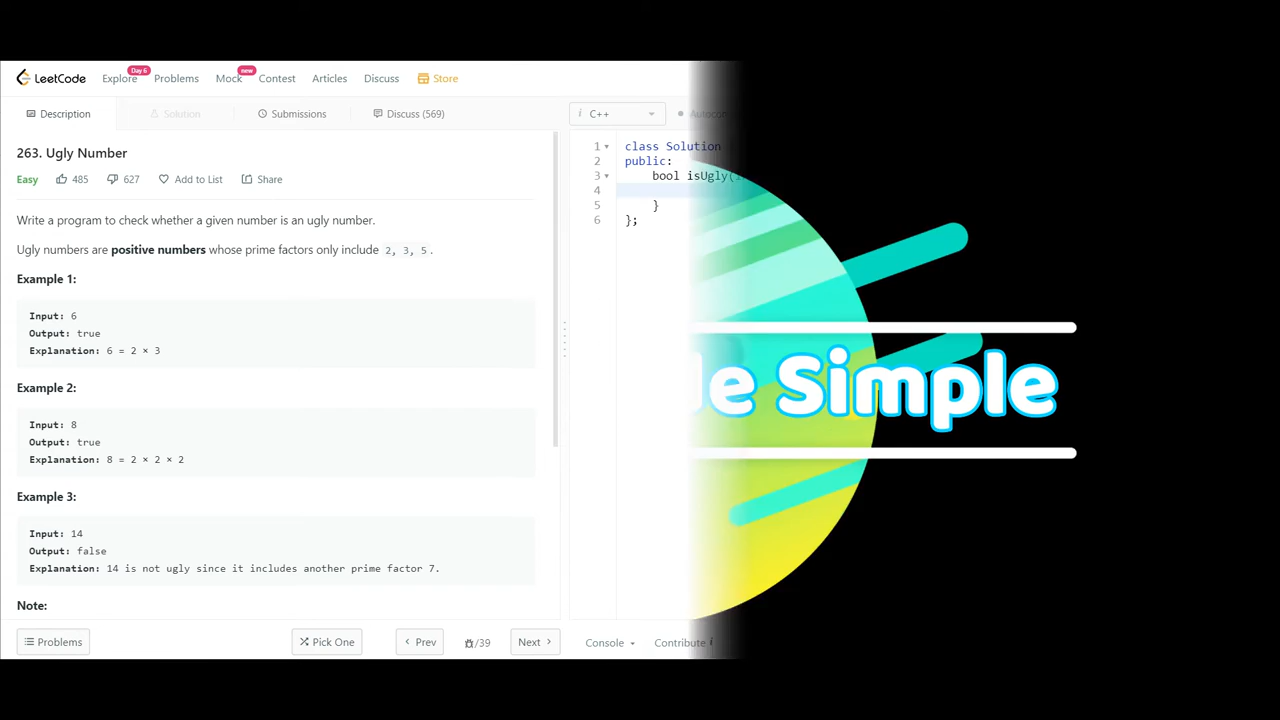 LeetCode
Explore
Day 6
Problems
Mock
new
Contest
Articles
Discuss
Store
Description
Solution
Submissions
Discuss (569)
i C++
263. Ugly Number
Easy
485
627
Add to List
Share
Write a program to check whether a given number is an ugly number.
Ugly numbers are positive numbers whose prime factors only include 2, 3, 5.
Example 1:
Input: 6
Output: true
Explanation: 6 = 2 × 3
Example 2:
Input: 8
Output: true
Explanation: 8 = 2 × 2 × 2
Example 3:
Input: 14
Output: false
Explanation: 14 is not ugly since it includes another prime factor 7.
Note:
1 class Solution
2 public:
3 bool isUgly(
4
5 }
6 };
de Simple
Problems
Pick One
Prev
/39
Next
Console
Contribute i